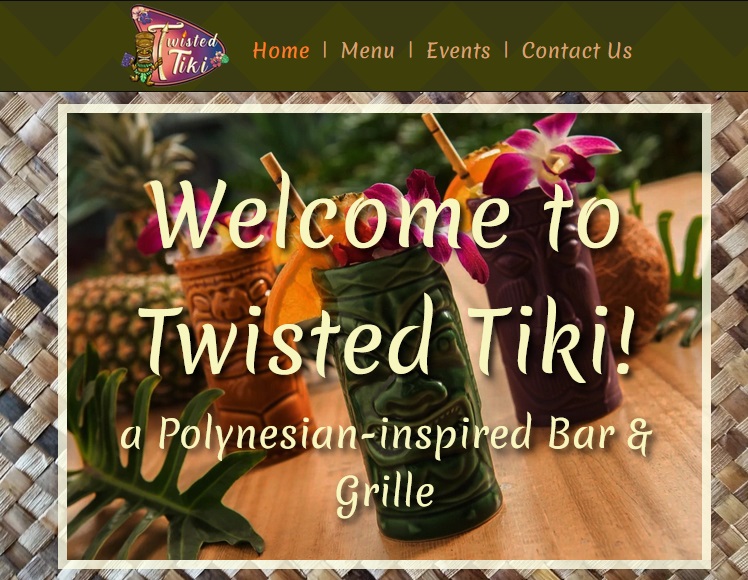 Twisted
Tiki
Home | Menu | Events | Contact Us
Welcome to
Twisted Tiki!
a Polynesian-inspired Bar &
Grille